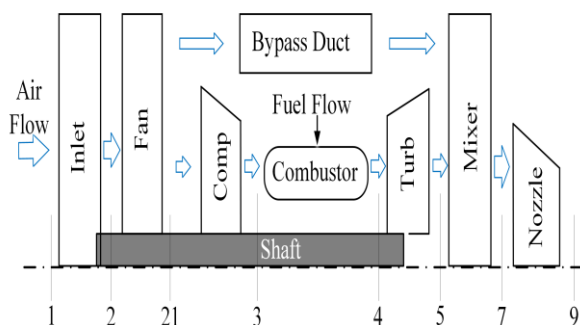 Bypass Duct
Air
Flow
Inlet
Fan
Comp
Fuel Flow
Combustor
Turb
Mixer
Nozzle
Shaft
1 2 21 3 4 5 7 9